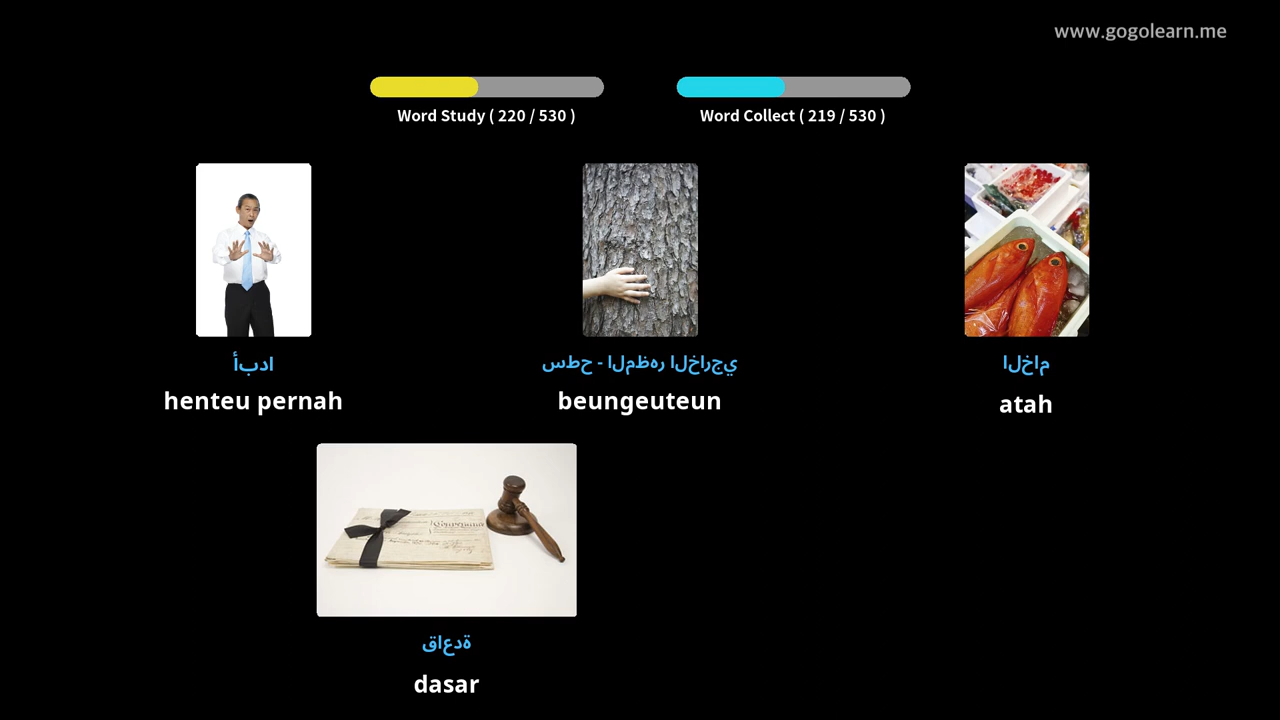 www.gogolearn.me
Word Study ( 220 / 530 )
Word Collect ( 219 / 530 )
أبدا
سطح - المظهر الخارجي
الخام
henteu pernah
beungeuteun
atah
قاعدة
dasar